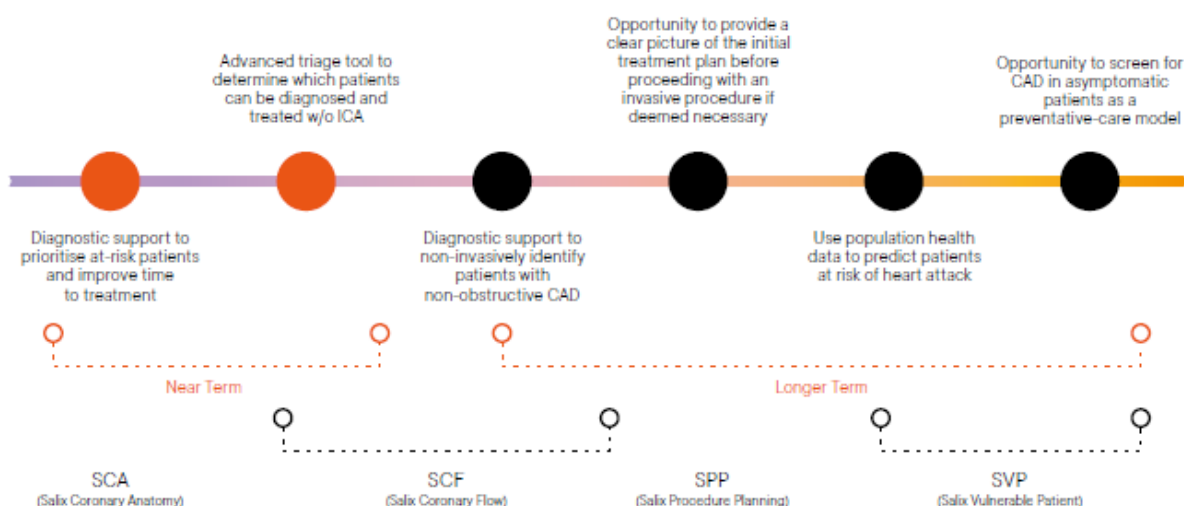 Advanced triage tool to
determine which patients
can be diagnosed and
treated w/o ICA
Opportunity to provide a
clear picture of the initial
treatment plan before
proceeding with an
invasive procedure if
deemed necessary
Opportunity to screen for
CAD in asymptomatic
patients as a
preventative-care model
Diagnostic support to
prioritise at-risk patients
and improve time
to treatment
Diagnostic support to
non-invasively identify
patients with
non-obstructive CAD
Use population health
data to predict patients
at risk of heart attack
Near Term
Longer Term
SCA
(Salix Coronary Anatomy)
SCF
(Salix Coronary Flow)
SPP
(Salix Procedure Planning)
SVP
(Salix Vulnerable Patient)